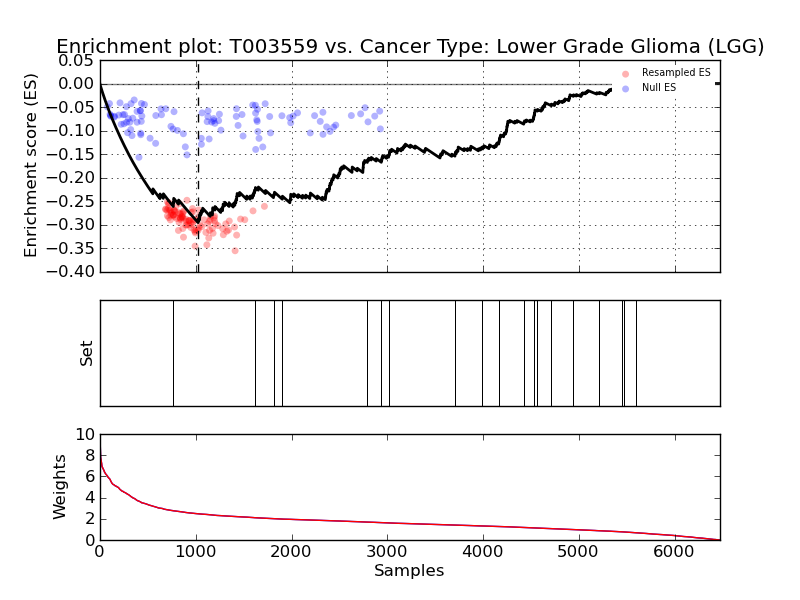 Enrichment plot: T003559 vs. Cancer Type: Lower Grade Glioma (LGG)
0.05
0.00
−0.05
−0.10
−0.15
−0.20
−0.25
−0.30
−0.35
−0.40
Enrichment score (ES)
Resampled ES
Null ES
Set
10
8
6
4
2
0
Weights
0 1000 2000 3000 4000 5000 6000
Samples